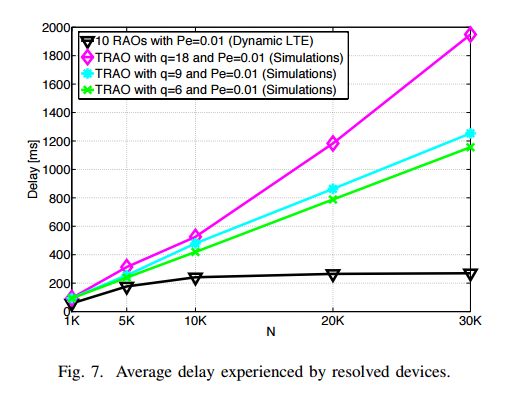 2000
1800
1600
1400
1200
1000
800
600
400
200
0
Delay [ms]
10 RAOs with Pe=0.01 (Dynamic LTE)
TRAO with q=18 and Pe=0.01 (Simulations)
TRAO with q=9 and Pe=0.01 (Simulations)
TRAO with q=6 and Pe=0.01 (Simulations)
1K 5K 10K 20K 30K
N
Fig. 7. Average delay experienced by resolved devices.